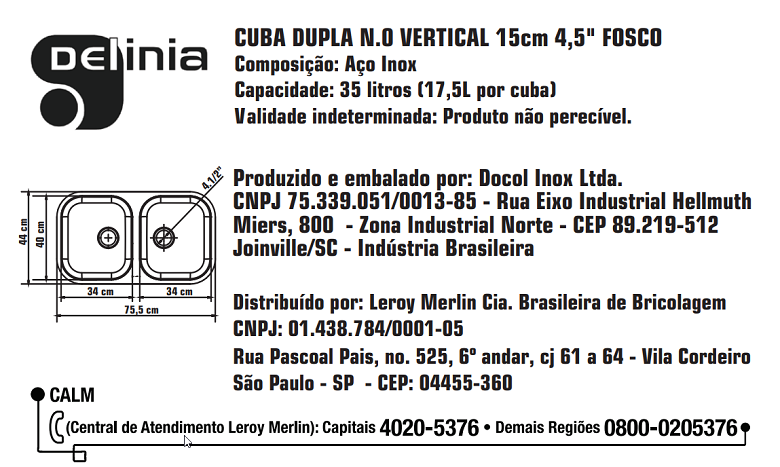 DELinia
CUBA DUPLA N.O VERTICAL 15cm 4,5" FOSCO
Composição: Aço Inox
Capacidade: 35 litros (17,5L por cuba)
Validade indeterminada: Produto não perecível.
4.1/2"
44 cm
40 cm
34 cm
34 cm
75,5 cm
Produzido e embalado por: Docol Inox Ltda.
CNPJ 75.339.051/0013-85 - Rua Eixo Industrial Hellmuth
Miers, 800 - Zona Industrial Norte - CEP 89.219-512
Joinville/SC - Indústria Brasileira
Distribuído por: Leroy Merlin Cia. Brasileira de Bricolagem
CNPJ: 01.438.784/0001-05
Rua Pascoal Pais, no. 525, 6º andar, cj 61 a 64 - Vila Cordeiro
São Paulo - SP - CEP: 04455-360
CALM
(Central de Atendimento Leroy Merlin): Capitais 4020-5376 • Demais Regiões 0800-0205376